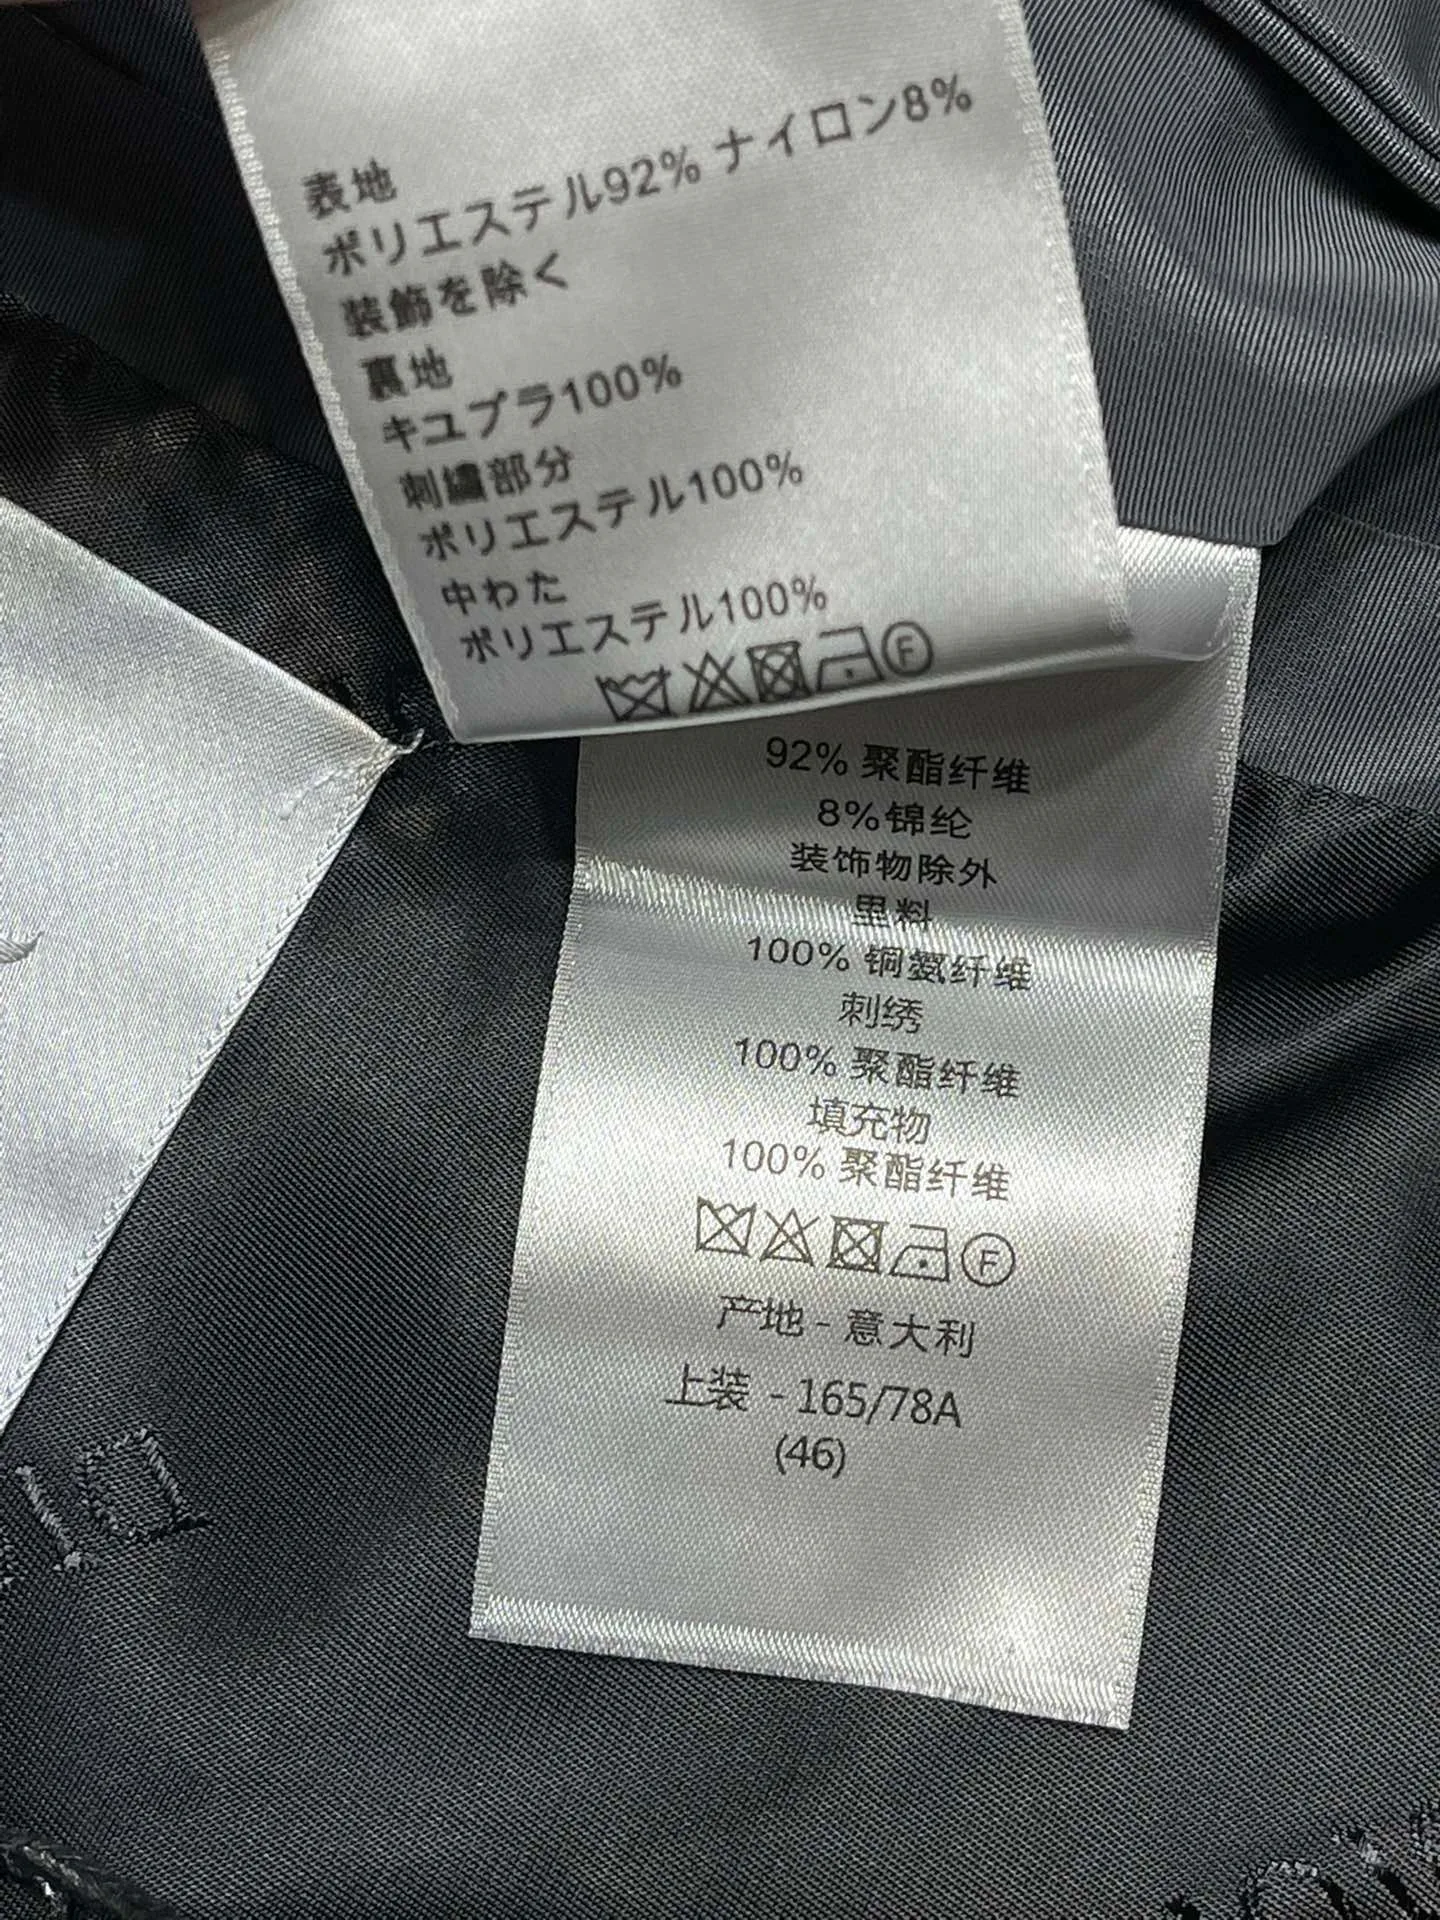 表地
ポリエステル92% ナイロン8%
装飾を除く
裏地
キユプラ100%
刺繍部分
ポリエステル100%
中わた
ポリエステル100%
F
92% 聚酯纤维
8%锦纶
装饰物除外
里料
100% 铜氨纤维
刺绣
100% 聚酯纤维
填充物
100% 聚酯纤维
F
产地 - 意大利
上装 - 165/78A
(46)